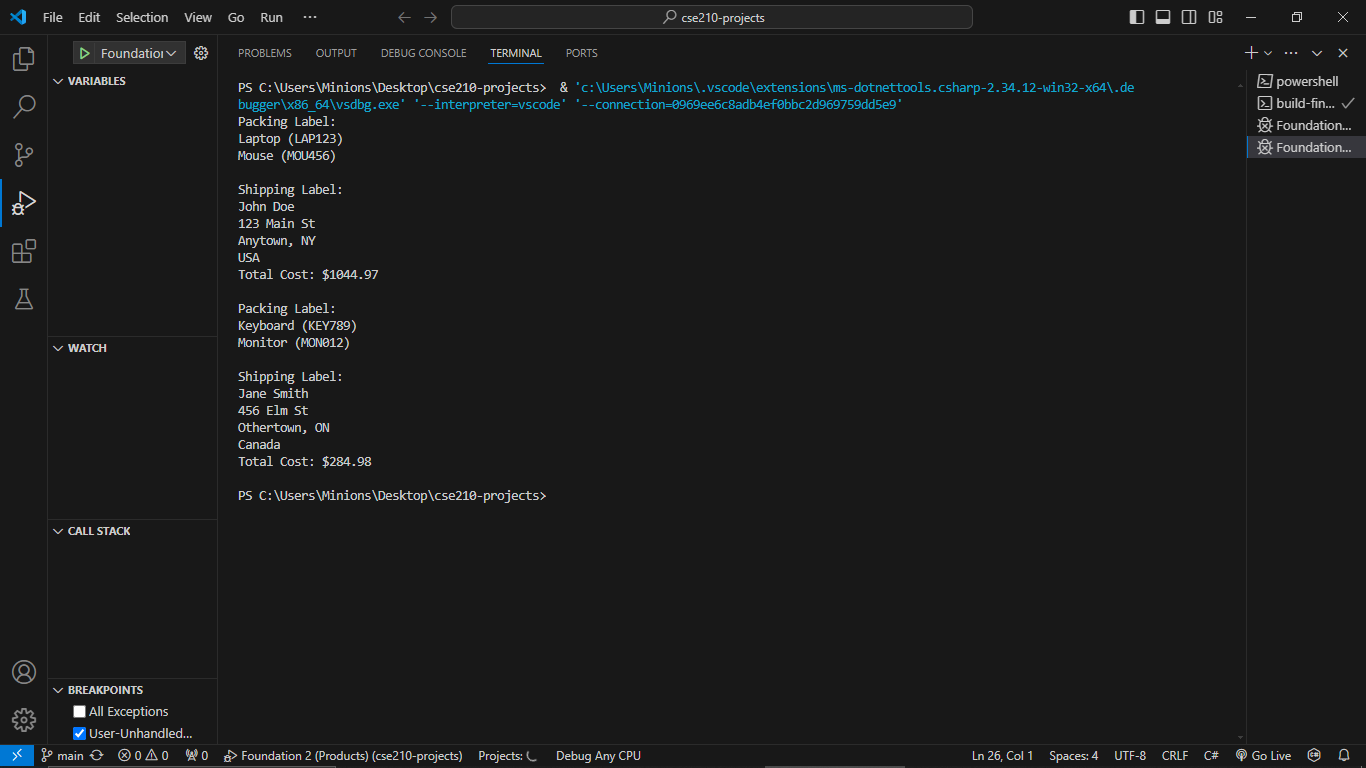 File Edit Selection View Go Run ··· cse210-projects
Foundation
PROBLEMS OUTPUT DEBUG CONSOLE TERMINAL PORTS
VARIABLES
WATCH
CALL STACK
BREAKPOINTS
All Exceptions
User-Unhandled...
PS C:\Users\Minions\Desktop\cse210-projects>  & 'c:\Users\Minions\.vscode\extensions\ms-dotnettools.csharp-2.34.12-win32-x64\.de
bugger\x86_64\vsdbg.exe' '--interpreter=vscode' '--connection=0969ee6c8adb4ef0bbc2d969759dd5e9'
Packing Label:
Laptop (LAP123)
Mouse (MOU456)
Shipping Label:
John Doe
123 Main St
Anytown, NY
USA
Total Cost: $1044.97
Packing Label:
Keyboard (KEY789)
Monitor (MON012)
Shipping Label:
Jane Smith
456 Elm St
Othertown, ON
Canada
Total Cost: $284.98
PS C:\Users\Minions\Desktop\cse210-projects>
powershell
build-fin...
Foundation...
Foundation...
main 0 0 0 Foundation 2 (Products) (cse210-projects) Projects: Debug Any CPU Ln 26, Col 1 Spaces: 4 UTF-8 CRLF C# Go Live